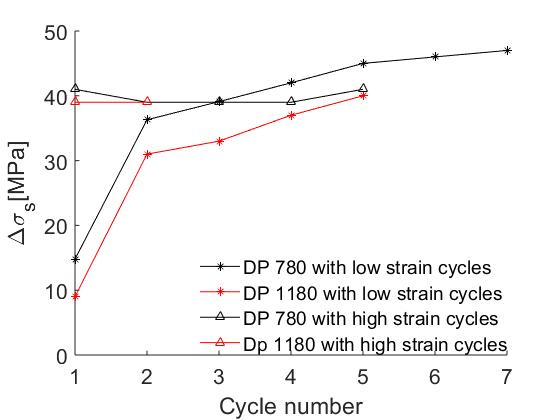 50
40
30
20
10
0
Δσs[MPa]
DP 780 with low strain cycles
DP 1180 with low strain cycles
DP 780 with high strain cycles
Dp 1180 with high strain cycles
1 2 3 4 5 6 7
Cycle number